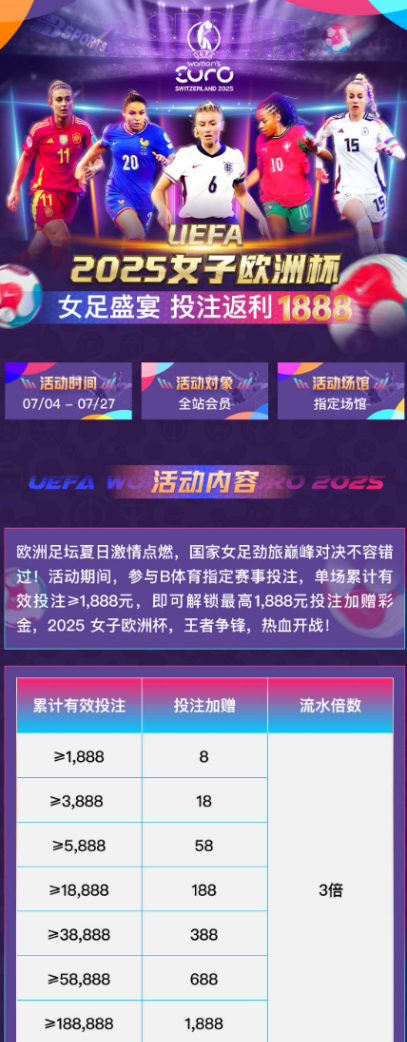 B SPORTS
WOMEN'S
EURO
SWITZERLAND 2025
11
20
6
10
15
15
UEFA
2025女子欧洲杯
女足盛宴 投注返利1888
活动时间 活动对象 活动场馆
07/04 - 07/27 全站会员 指定场馆
活动内容
欧洲足坛夏日激情点燃，国家女足劲旅巅峰对决不容错
过！活动期间，参与B体育指定赛事投注，单场累计有
效投注≥1,888元，即可解锁最高1,888元投注加赠彩
金，2025 女子欧洲杯，王者争锋，热血开战！
累计有效投注 投注加赠 流水倍数
≥1,888 8
≥3,888 18
≥5,888 58
≥18,888 188 3倍
≥38,888 388
≥58,888 688
≥188,888 1,888